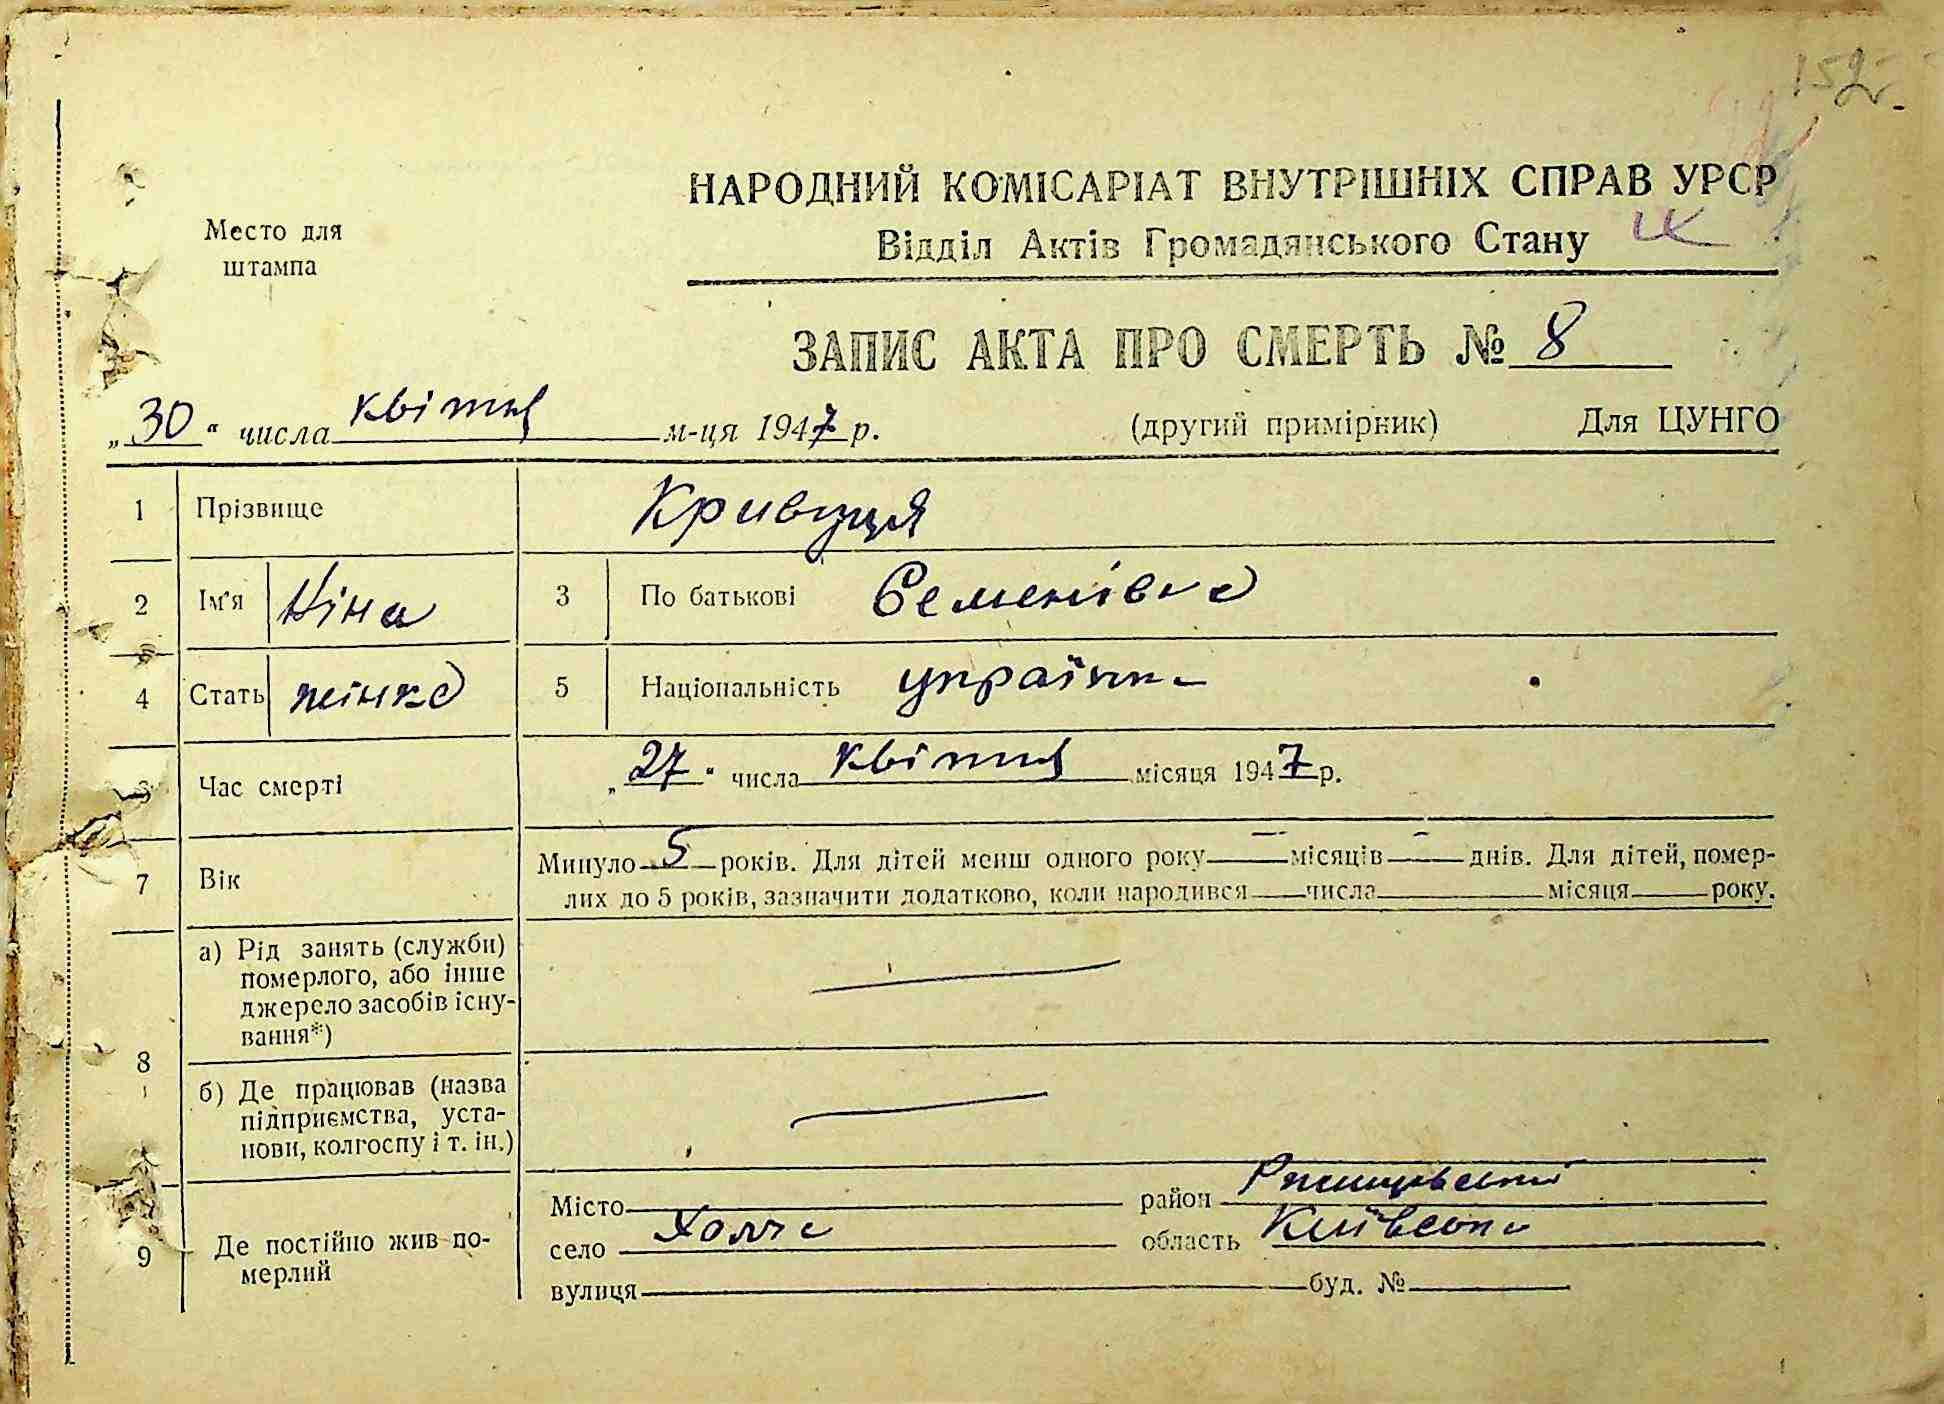 152.
Место для
штампа
НАРОДНИЙ КОМІСАРІАТ ВНУТРІШНІХ СПРАВ УРСР
Відділ Актів Громадянського Стану
ЗАПИС АКТА ПРО СМЕРТЬ № 8
„30“ числа квітня м-ця 1947 р. (другий примірник) Для ЦУНГО
1 Прізвище
2 Ім'я Ніна 3 По батькові Семенівна
4 Стать жінка 5 Національність українк
6 Час смерті „27“ числа квітня місяця 1947 р.
7 Вік Минуло 5 років. Для дітей менш одного року — місяців — днів. Для дітей, помер-
лих до 5 років, зазначити додатково, коли народився числа місяця року.
8 а) Рід занять (служби)
померлого, або інше
джерело засобів існу-
вання*)
б) Де працював (назва
підприємства, уста-
нови, колгоспу і т. ін.)
9 Де постійно жив по-
мерлий
Місто район Ржищівський
село Ходча область Київсьна
вулиця буд. №